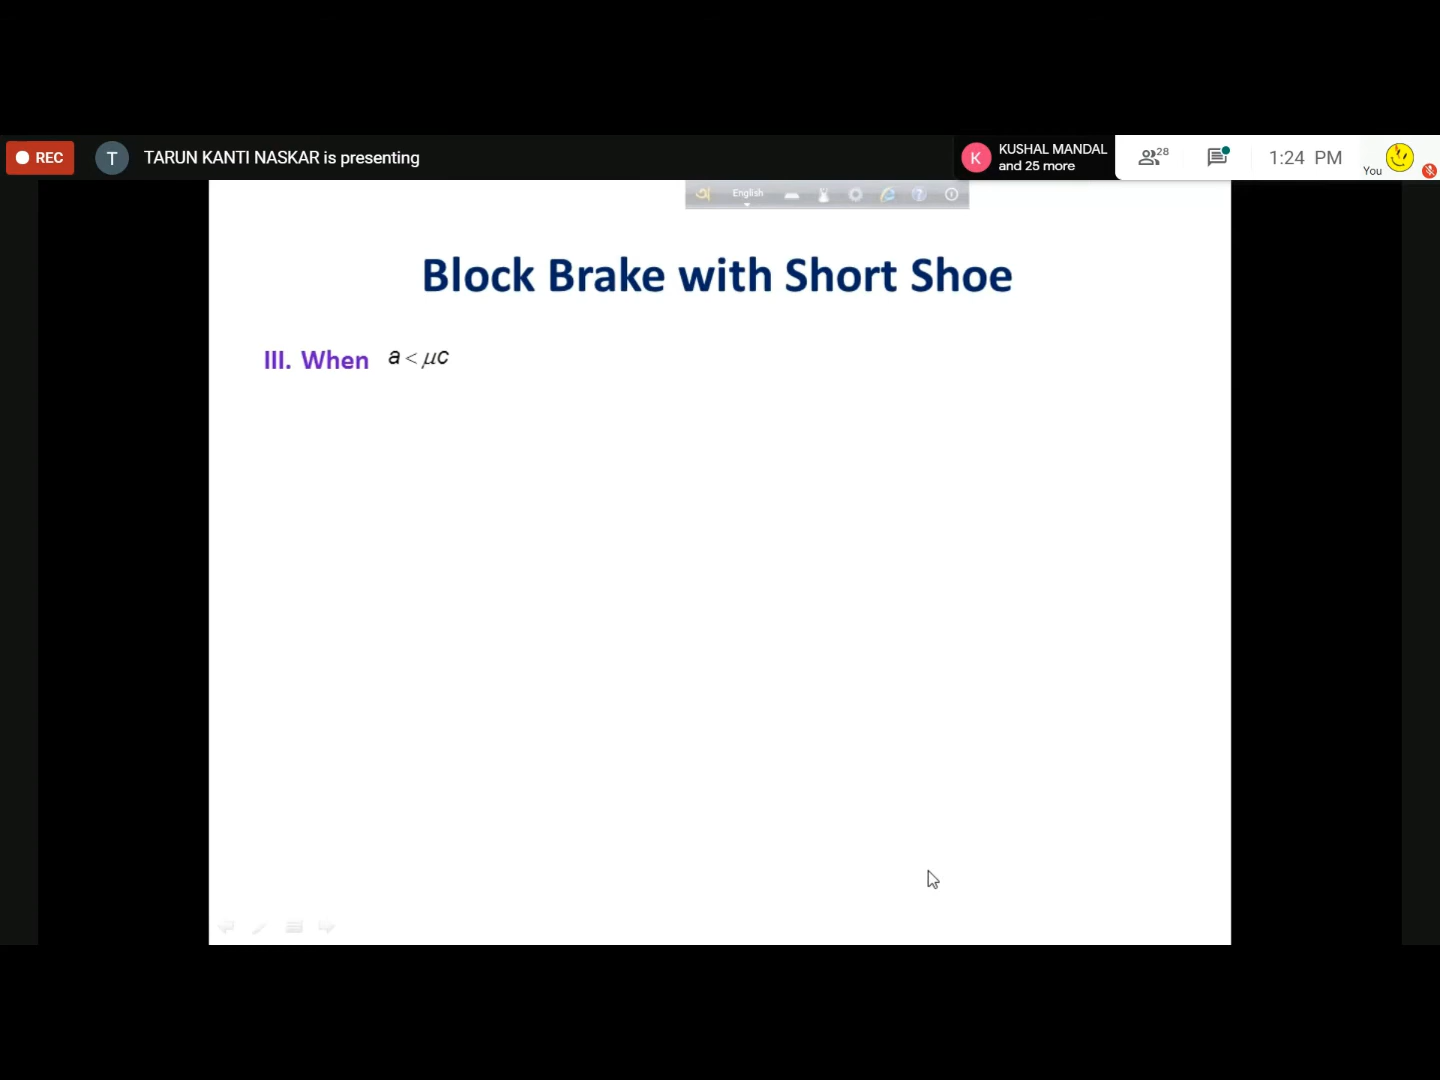 REC
T
TARUN KANTI NASKAR is presenting
K
KUSHAL MANDAL
and 25 more
28
1:24 PM
You
অ
English
?
Block Brake with Short Shoe
III. When a < μc